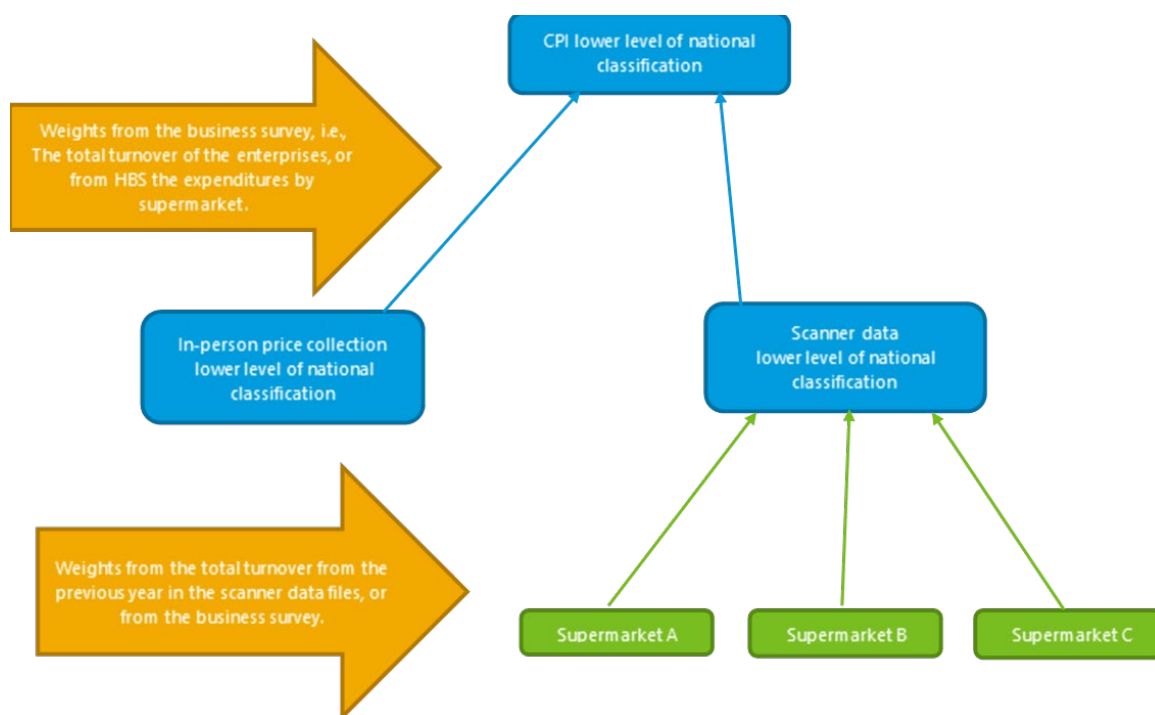 CPI lower level of national
classification
Weights from the business survey, i.e.,
The total turnover of the enterprises, or
from HBS the expenditures by
supermarket.
In-person price collection
lower level of national
classification
Scanner data
lower level of national
classification
Weights from the total turnover from the
previous year in the scanner data files, or
from the business survey.
Supermarket A
Supermarket B
Supermarket C